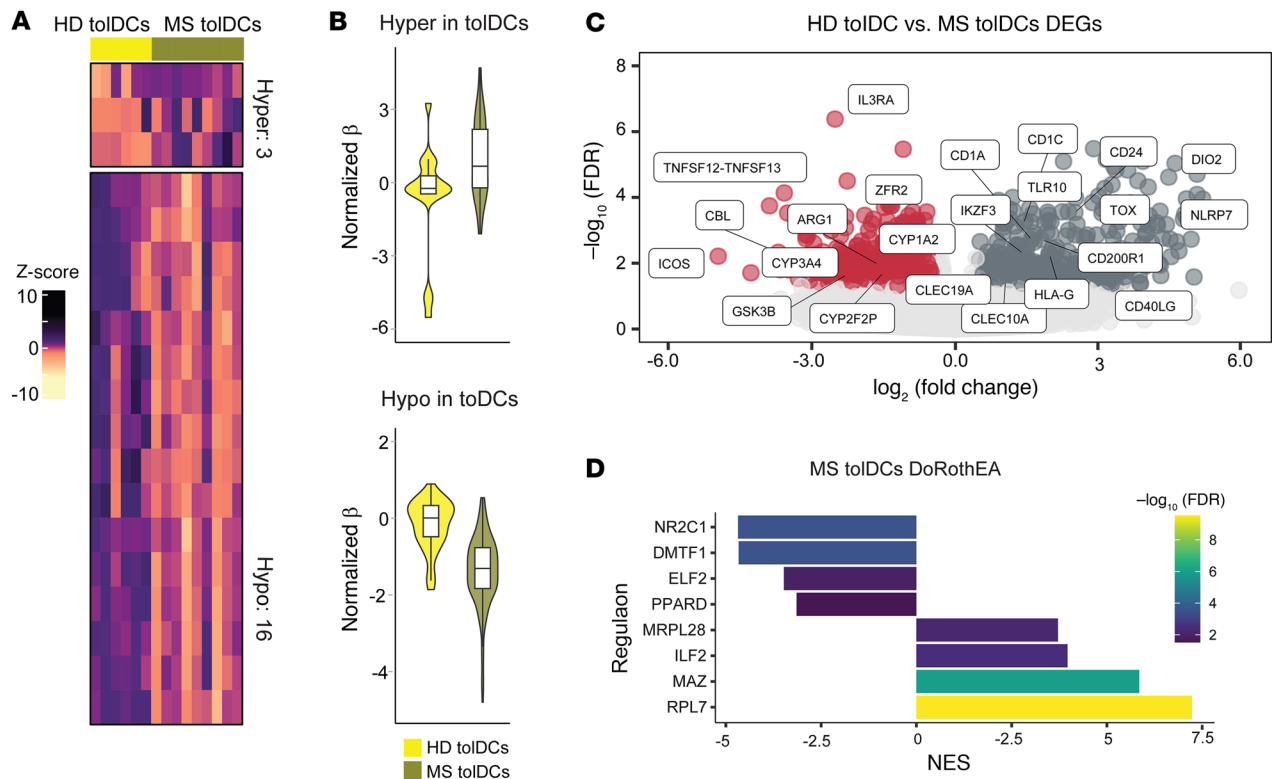 A
HD tolDCs
MS tolDCs
Hyper: 3
Hypo: 16
Z-score
10
0
-10
B
Hyper in tolDCs
Normalized β
3
0
-3
-6
Hypo in toDCs
Normalized β
2
0
-2
-4
HD tolDCs
MS tolDCs
C
HD tolDC vs. MS tolDCs DEGs
–log10 (FDR)
8
6
4
2
0
IL3RA
TNFSF12-TNFSF13
CD1A
CD1C
CD24
DIO2
ZFR2
TLR10
CBL
ARG1
IKZF3
TOX
NLRP7
CYP1A2
ICOS
CYP3A4
CD200R1
CLEC19A
HLA-G
CD40LG
GSK3B
CYP2F2P
CLEC10A
-6.0
-3.0
0.0
3
6.0
log2 (fold change)
D
MS tolDCs DoRothEA
Regulaon
NR2C1
DMTF1
ELF2
PPARD
MRPL28
ILF2
MAZ
RPL7
-5
-2.5
0
-2.5
5
7.5
NES
–log10 (FDR)
8
6
4
2